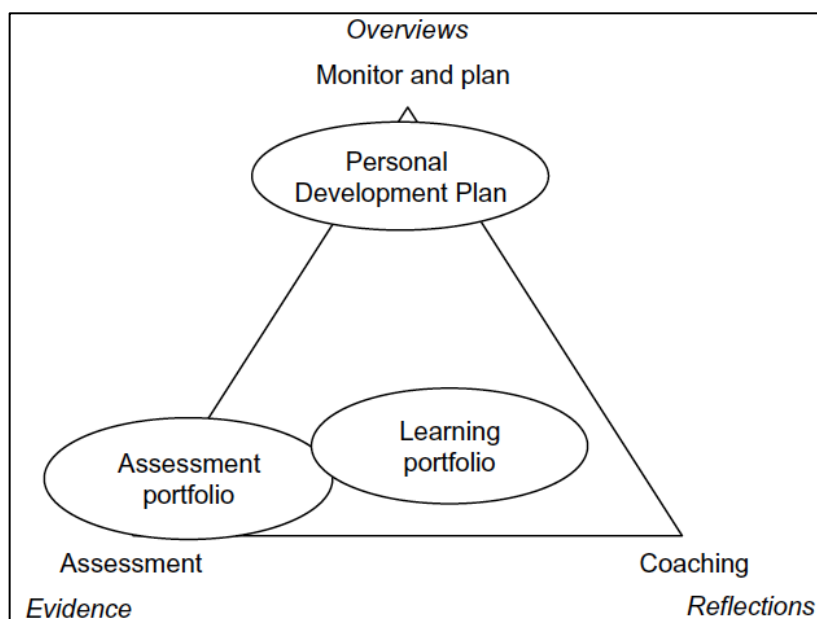 Overviews
Monitor and plan
Personal
Development Plan
Learning
portfolio
Assessment
portfolio
Assessment
Coaching
Evidence
Reflections